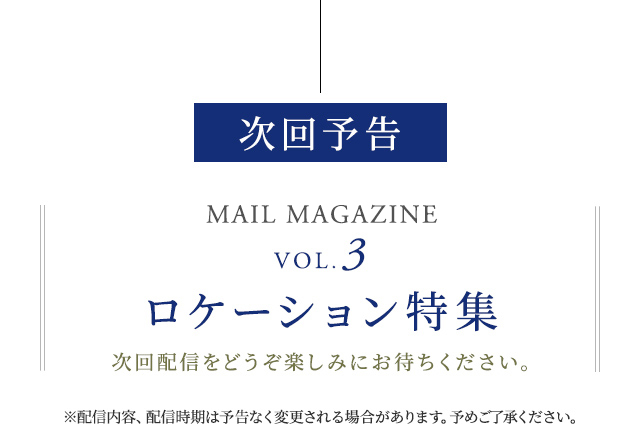 次回予告
MAIL MAGAZINE
VOL.3
ロケーション特集
次回配信をどうぞ楽しみにお待ちください。
※配信内容、配信時期は予告なく変更される場合があります。予めご了承ください。